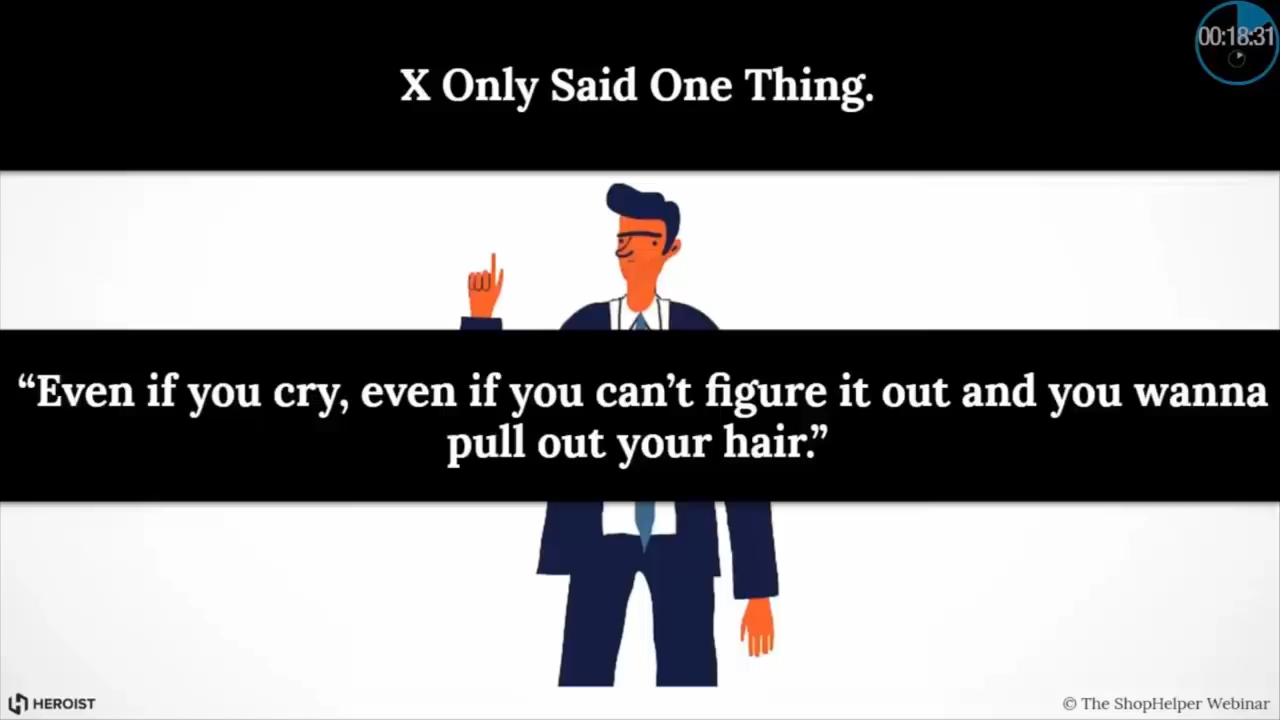 00:18:31
X Only Said One Thing.
“Even if you cry, even if you can’t figure it out and you wanna
pull out your hair.”
HEROIST
© The ShopHelper Webinar